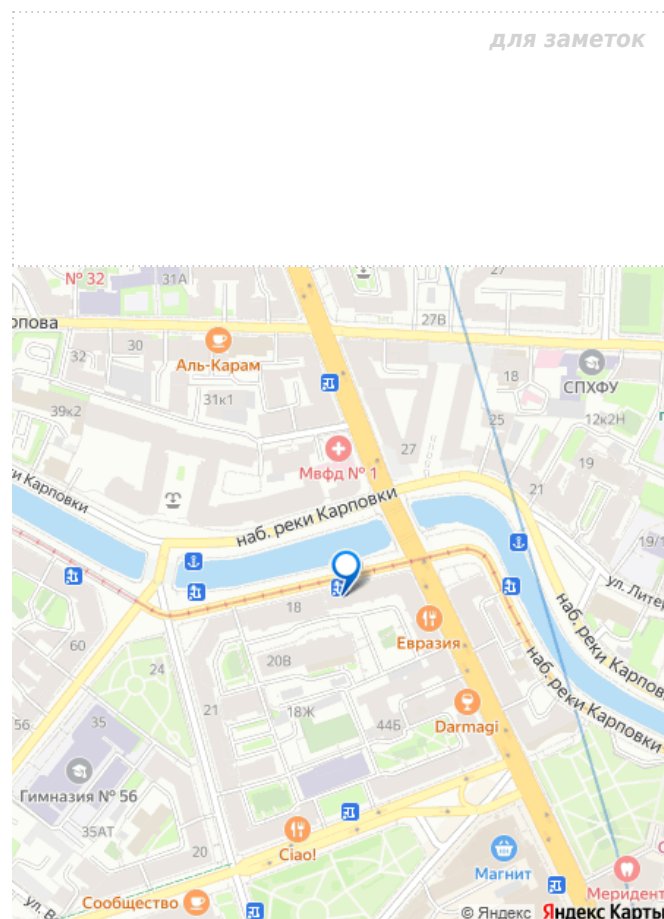 для заметок
№ 32
31А
27
27В
опова
30
32
Аль-Карам
18
СПХФУ
31к1
39к2
12к2Н
25
27
19
Мвфд № 1
21
и Карповки
наб. реки Карповки
19/1
ул. Литe
18
наб. реки Карпово
60
Евразия
наб. реки Карповки
24
20В
21
18Ж
56
35
44Б
Darmagi
Гимназия № 56
35АТ
20
Ciao!
Магнит
Меридент
ул. В
Сообщество
© Яндекс Яндекс Карты